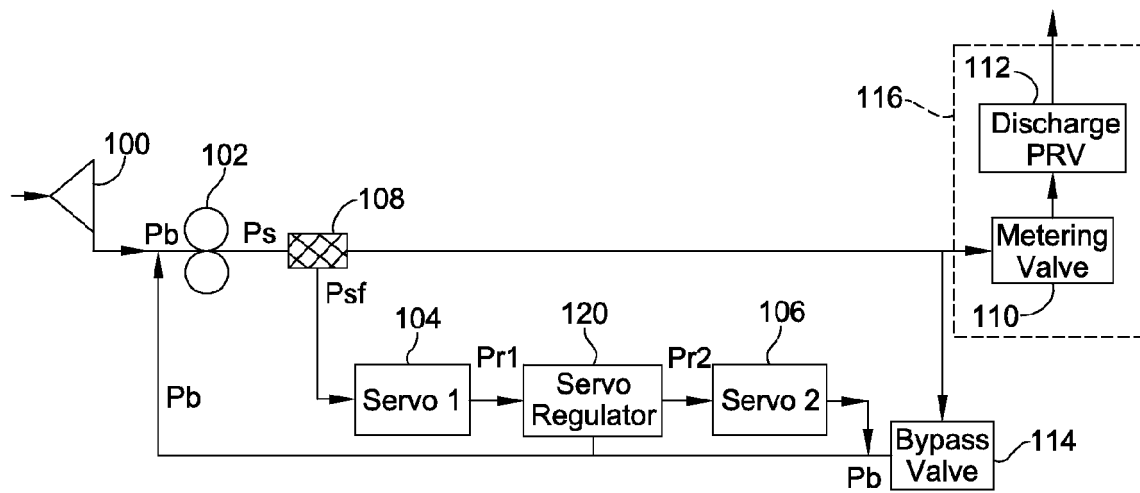 112
116
Discharge
PRV
100
102
108
Pb
Ps
Metering
Valve
Psf
110
104
120
106
Pr1
Pr2
Pb
Servo 1
Servo
Regulator
Servo 2
Bypass
Valve
114
Pb